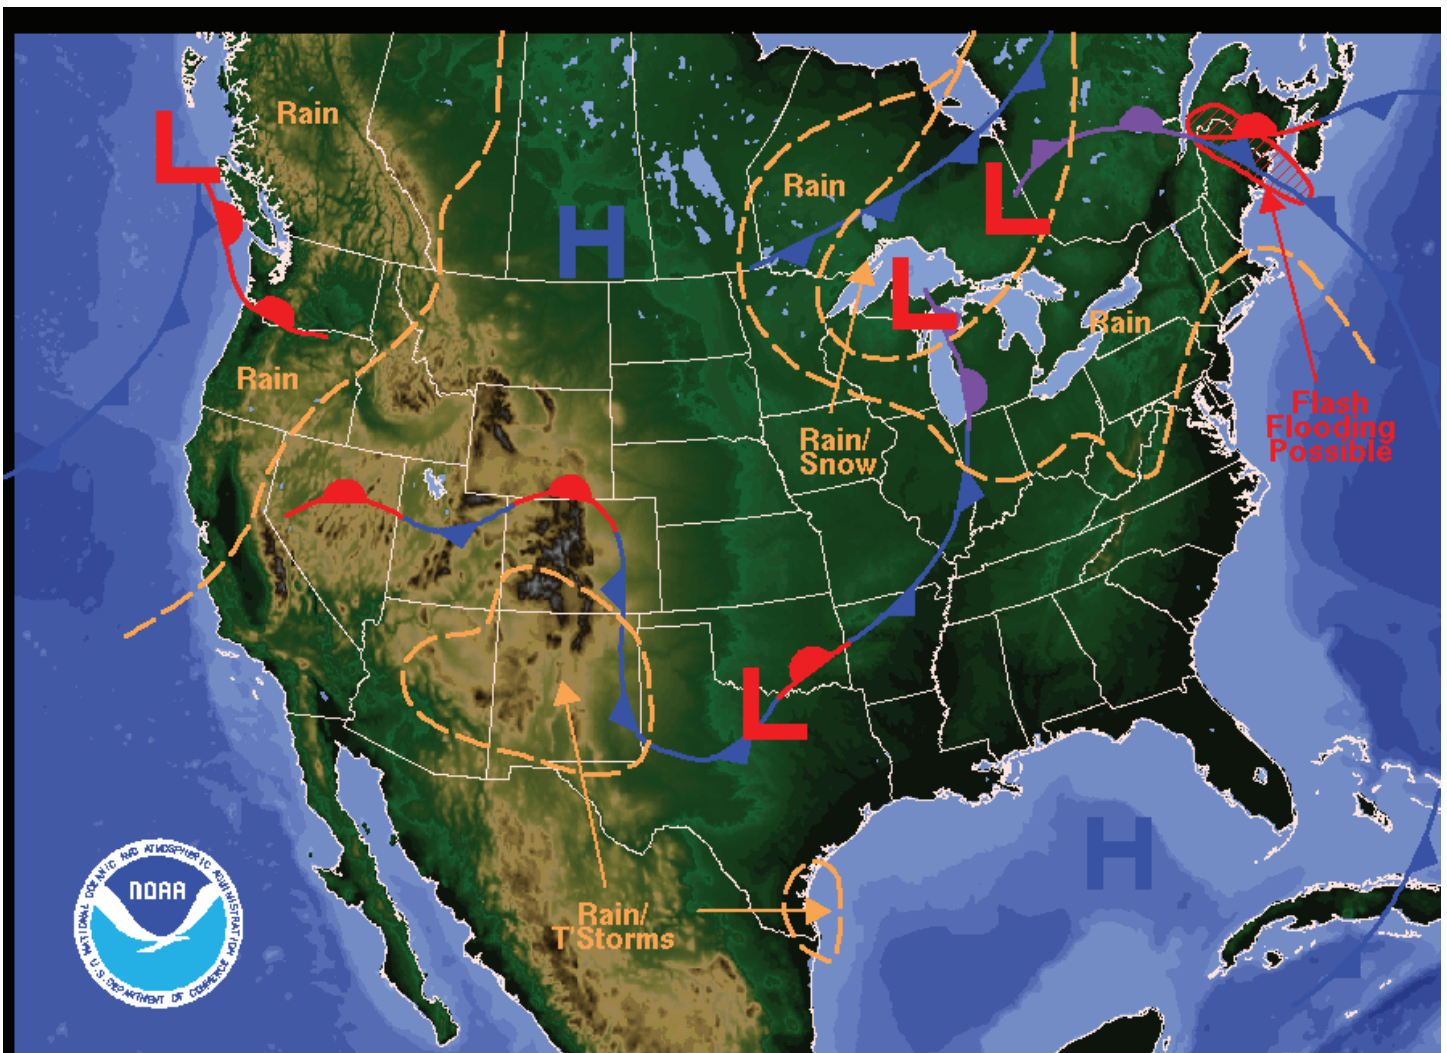 Rain
L
H
Rain
L
L
Rain
Rain
Flash
Flooding
Possible
Rain/
Snow
L
H
Rain/
T'Storms
NATIONAL OCEANIC AND ATMOSPHERIC ADMINISTRATION
NOAA
U.S. DEPARTMENT OF COMMERCE